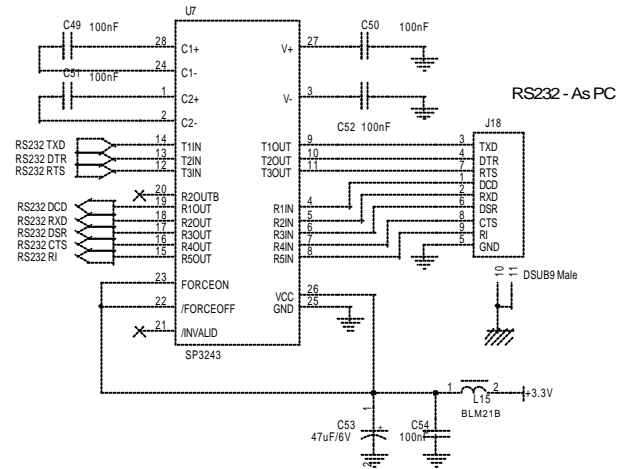 U7
C49 100nF
28 C1+
24 C1-
C51 100nF
1 C2+
2 C2-
V+ 27
C50 100nF
V- 3
C52 100nF
RS232 - As PC
RS232 TXD 14 T1IN
RS232 DTR 13 T2IN
RS232 RTS 12 T3IN
T1OUT 9
T2OUT 10
T3OUT 11
20 R2OUTB
RS232 DCD 19 R1OUT
RS232 RXD 18 R2OUT
RS232 DSR 17 R3OUT
RS232 CTS 16 R4OUT
RS232 RI 15 R5OUT
R1IN 4
R2IN 5
R3IN 6
R4IN 7
R5IN 8
J18
3 TXD
4 DTR
7 RTS
1 DCD
2 RXD
6 DSR
8 CTS
9 RI
5 GND
10 11 DSUB9 Male
23 FORCEON
22 /FORCEOFF
21 /INVALID
VCC 26
GND 25
SP3243
1 2 +3.3V
L15
BLM21B
1
C53
47uF/6V
+
2
C54
100nF